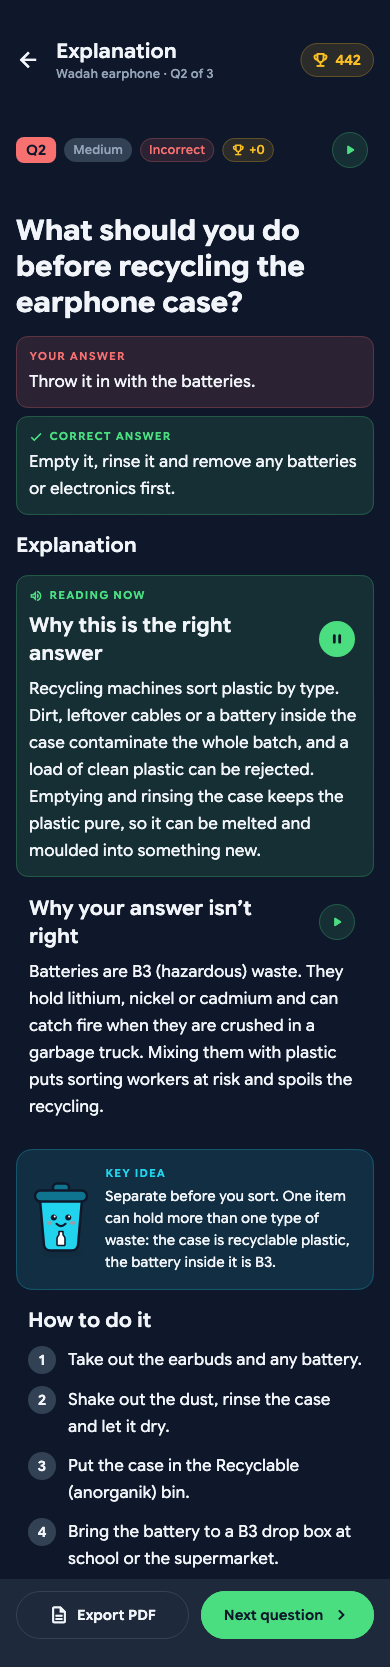 Explanation
Wadah earphone · Q2 of 3
442
Q2
Medium
Incorrect
+0
What should you do
before recycling the
earphone case?
YOUR ANSWER
Throw it in with the batteries.
CORRECT ANSWER
Empty it, rinse it and remove any batteries
or electronics first.
Explanation
READING NOW
Why this is the right
answer
Recycling machines sort plastic by type.
Dirt, leftover cables or a battery inside the
case contaminate the whole batch, and a
load of clean plastic can be rejected.
Emptying and rinsing the case keeps the
plastic pure, so it can be melted and
moulded into something new.
Why your answer isn’t
right
Batteries are B3 (hazardous) waste. They
hold lithium, nickel or cadmium and can
catch fire when they are crushed in a
garbage truck. Mixing them with plastic
puts sorting workers at risk and spoils the
recycling.
KEY IDEA
Separate before you sort. One item
can hold more than one type of
waste: the case is recyclable plastic,
the battery inside it is B3.
How to do it
1 Take out the earbuds and any battery.
2 Shake out the dust, rinse the case
and let it dry.
3 Put the case in the Recyclable
(anorganik) bin.
4 Bring the battery to a B3 drop box at
school or the supermarket.
Export PDF
Next question